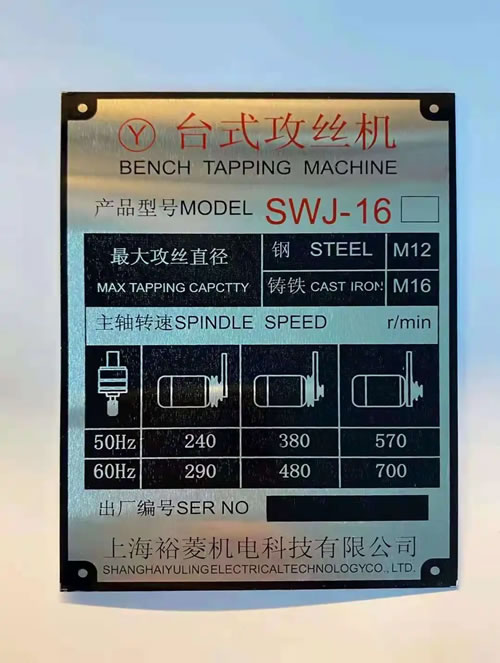 Y 台式攻丝机
BENCH TAPPING MACHINE
产品型号MODEL SWJ-16
最大攻丝直径
MAX TAPPING CAPCTTY
钢 STEEL M12
铸铁 CAST IRON M16
主轴转速SPINDLE SPEED r/min
50Hz 240 380 570
60Hz 290 480 700
出厂编号SER NO
上海裕菱机电科技有限公司
SHANGHAIYULINGELECTRICALTECHNOLOGYCO.,LTD.